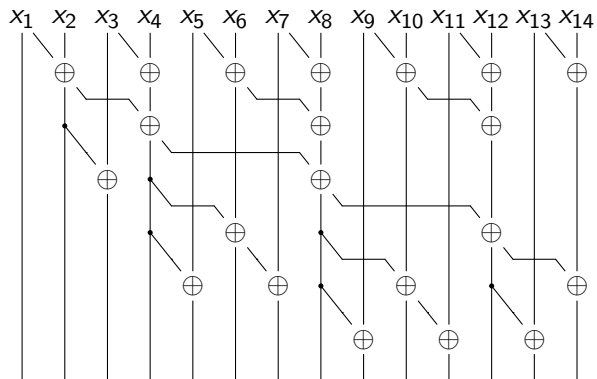 x₁ x₂ x₃ x₄ x₅ x₆ x₇ x₈ x₉ x₁₀ x₁₁ x₁₂ x₁₃ x₁₄